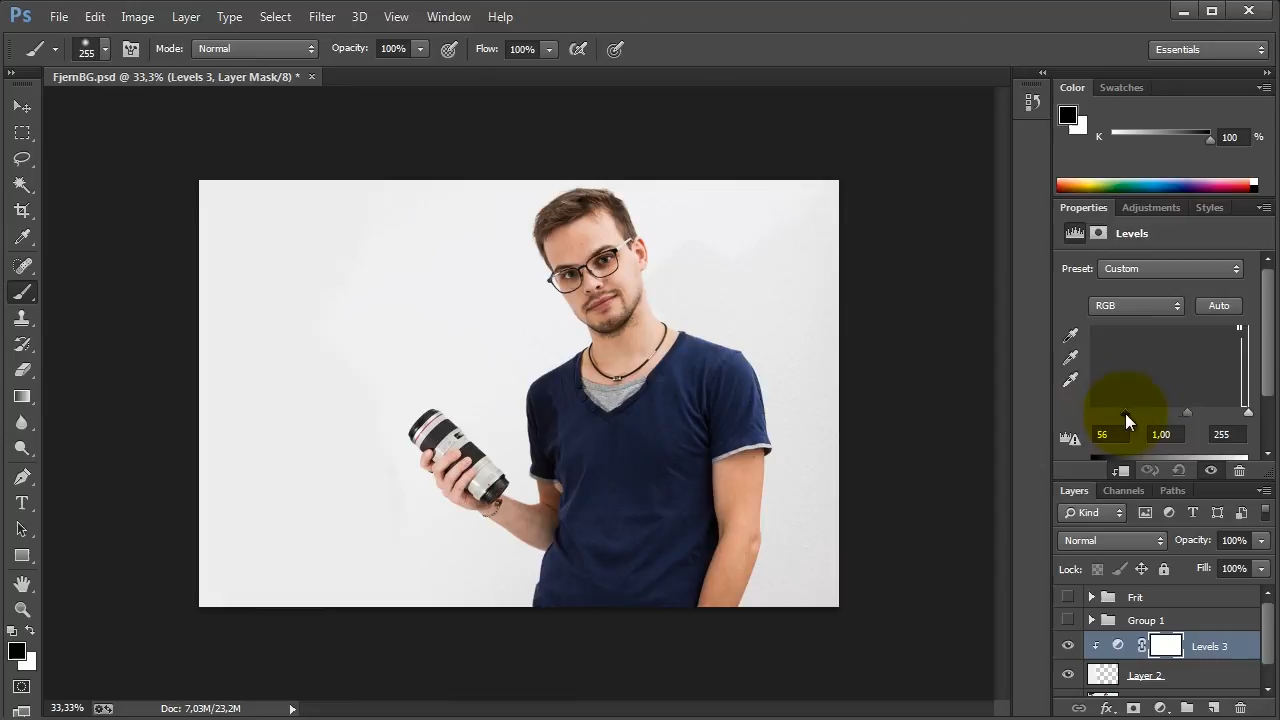 Ps File Edit Image Layer Type Select Filter 3D View Window Help
255 Mode: Normal Opacity: 100% Flow: 100% Essentials
FjernBG.psd @ 33,3% (Levels 3, Layer Mask/8) *
Color Swatches
K 100 %
Properties Adjustments Styles
Levels
Preset: Custom
RGB Auto
56 1,00 255
Layers Channels Paths
Kind
Normal Opacity: 100%
Lock: Fill: 100%
Frit
Group 1
Levels 3
Layer 2
33,33% Doc: 7,03M/23,2M